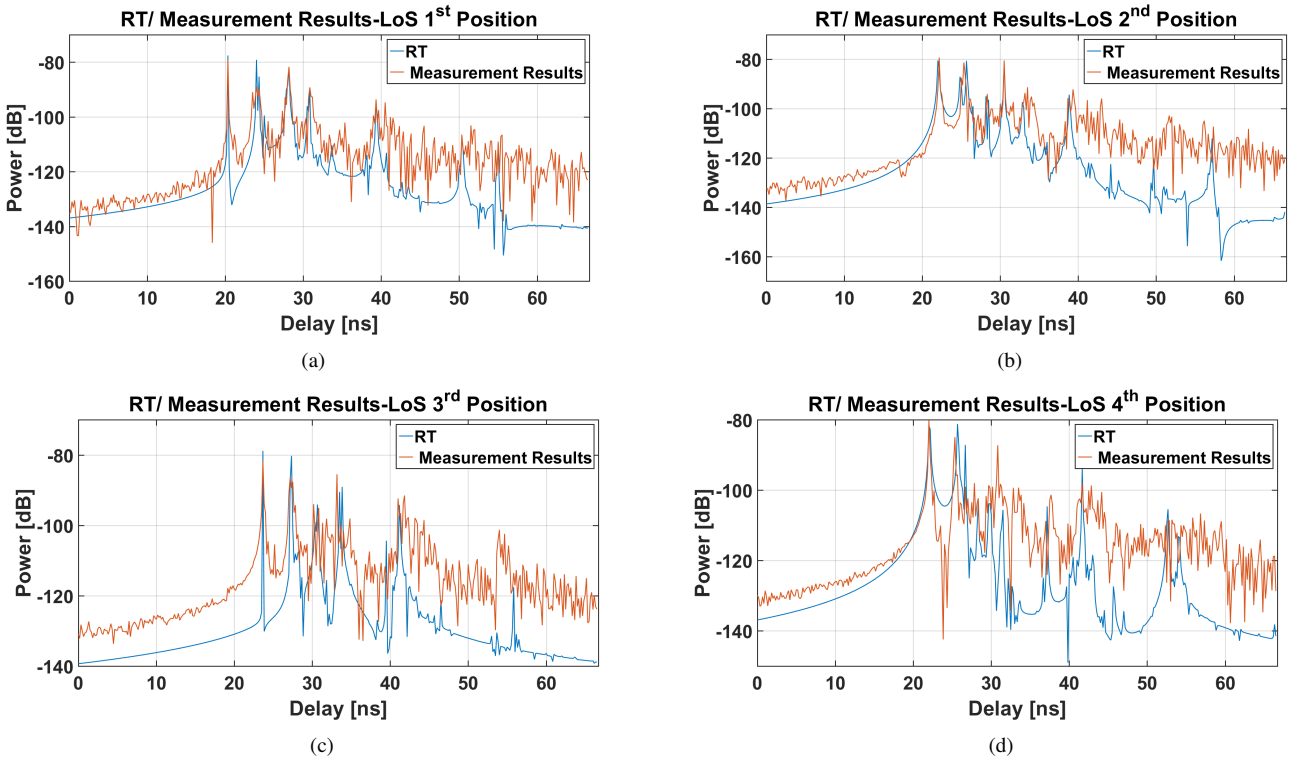 RT/ Measurement Results-LoS 1st Position
RT
Measurement Results
Power [dB]
-80
-100
-120
-140
-160
0 10 20 30 40 50 60
Delay [ns]
(a)
RT/ Measurement Results-LoS 2nd Position
RT
Measurement Results
Power [dB]
-80
-100
-120
-140
-160
0 10 20 30 40 50 60
Delay [ns]
(b)
RT/ Measurement Results-LoS 3rd Position
RT
Measurement Results
Power [dB]
-80
-100
-120
-140
0 10 20 30 40 50 60
Delay [ns]
(c)
RT/ Measurement Results-LoS 4th Position
RT
Measurement Results
Power [dB]
-80
-100
-120
-140
0 10 20 30 40 50 60
Delay [ns]
(d)